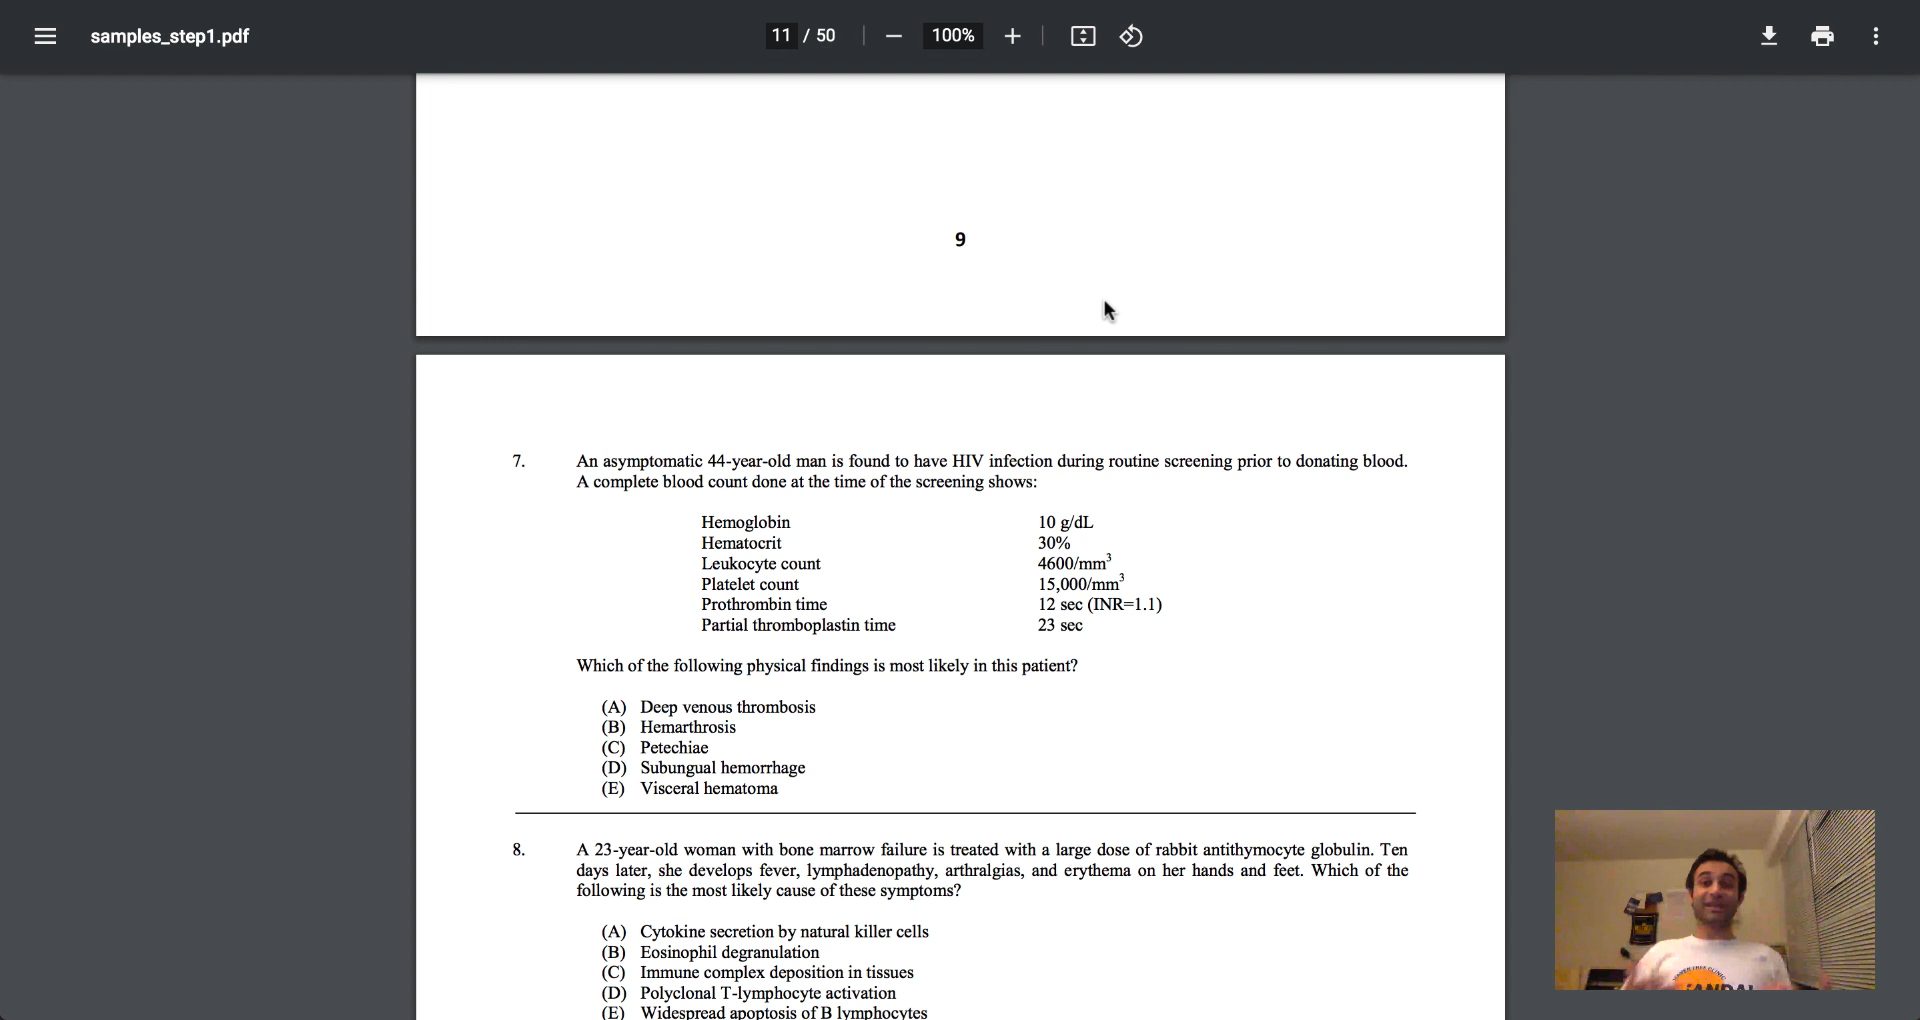 samples_step1.pdf
11 / 50
100%
9
7. An asymptomatic 44-year-old man is found to have HIV infection during routine screening prior to donating blood.
A complete blood count done at the time of the screening shows:
Hemoglobin 10 g/dL
Hematocrit 30%
Leukocyte count 4600/mm³
Platelet count 15,000/mm³
Prothrombin time 12 sec (INR=1.1)
Partial thromboplastin time 23 sec
Which of the following physical findings is most likely in this patient?
(A) Deep venous thrombosis
(B) Hemarthrosis
(C) Petechiae
(D) Subungual hemorrhage
(E) Visceral hematoma
8. A 23-year-old woman with bone marrow failure is treated with a large dose of rabbit antithymocyte globulin. Ten
days later, she develops fever, lymphadenopathy, arthralgias, and erythema on her hands and feet. Which of the
following is the most likely cause of these symptoms?
(A) Cytokine secretion by natural killer cells
(B) Eosinophil degranulation
(C) Immune complex deposition in tissues
(D) Polyclonal T-lymphocyte activation
(E) Widespread apoptosis of B lymphocytes